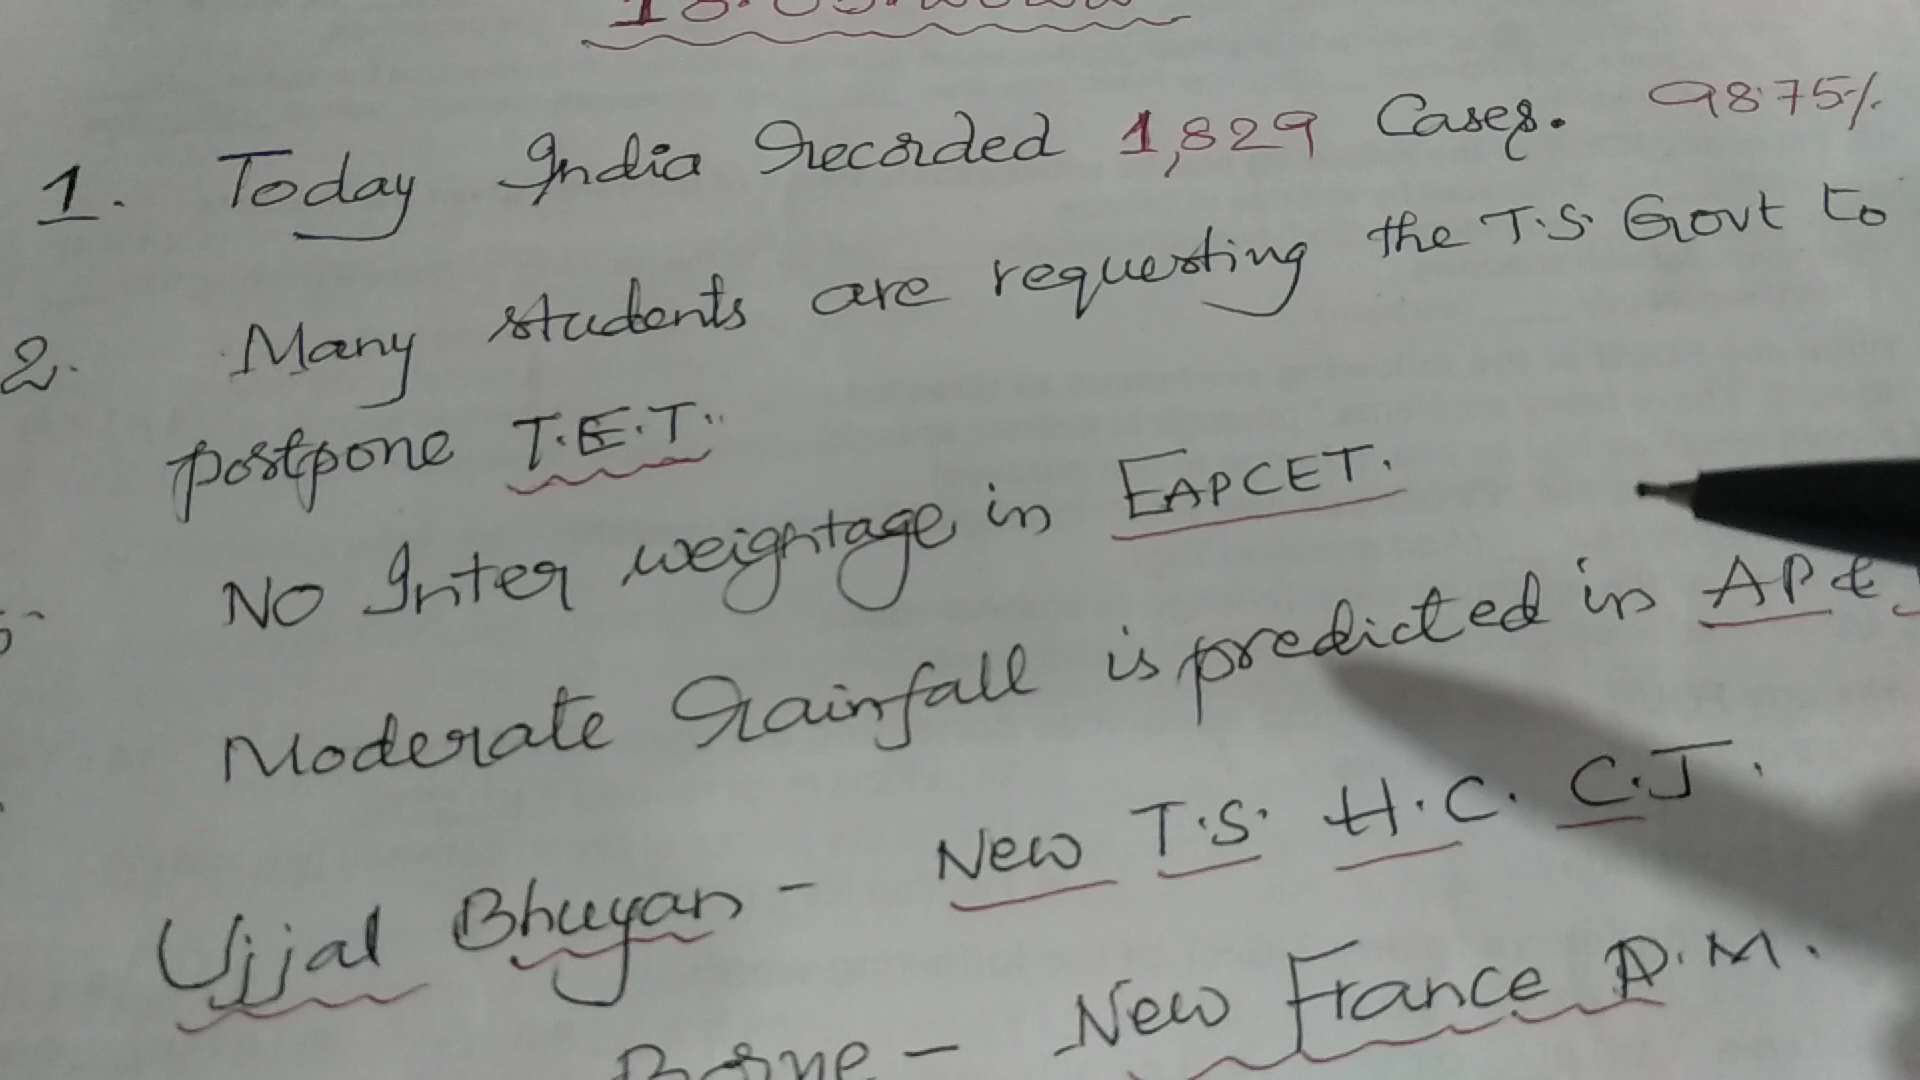 1. Today India recorded 1,829 Cases. 98.75%
2. Many students are requesting the T.S. Govt to
postpone T.E.T.
No Inter weightage in EAPCET.
Moderate rainfall is predicted in AP &
Ujjal Bhuyan - New T.S. H.C. C.J.
Borne - New France P.M.